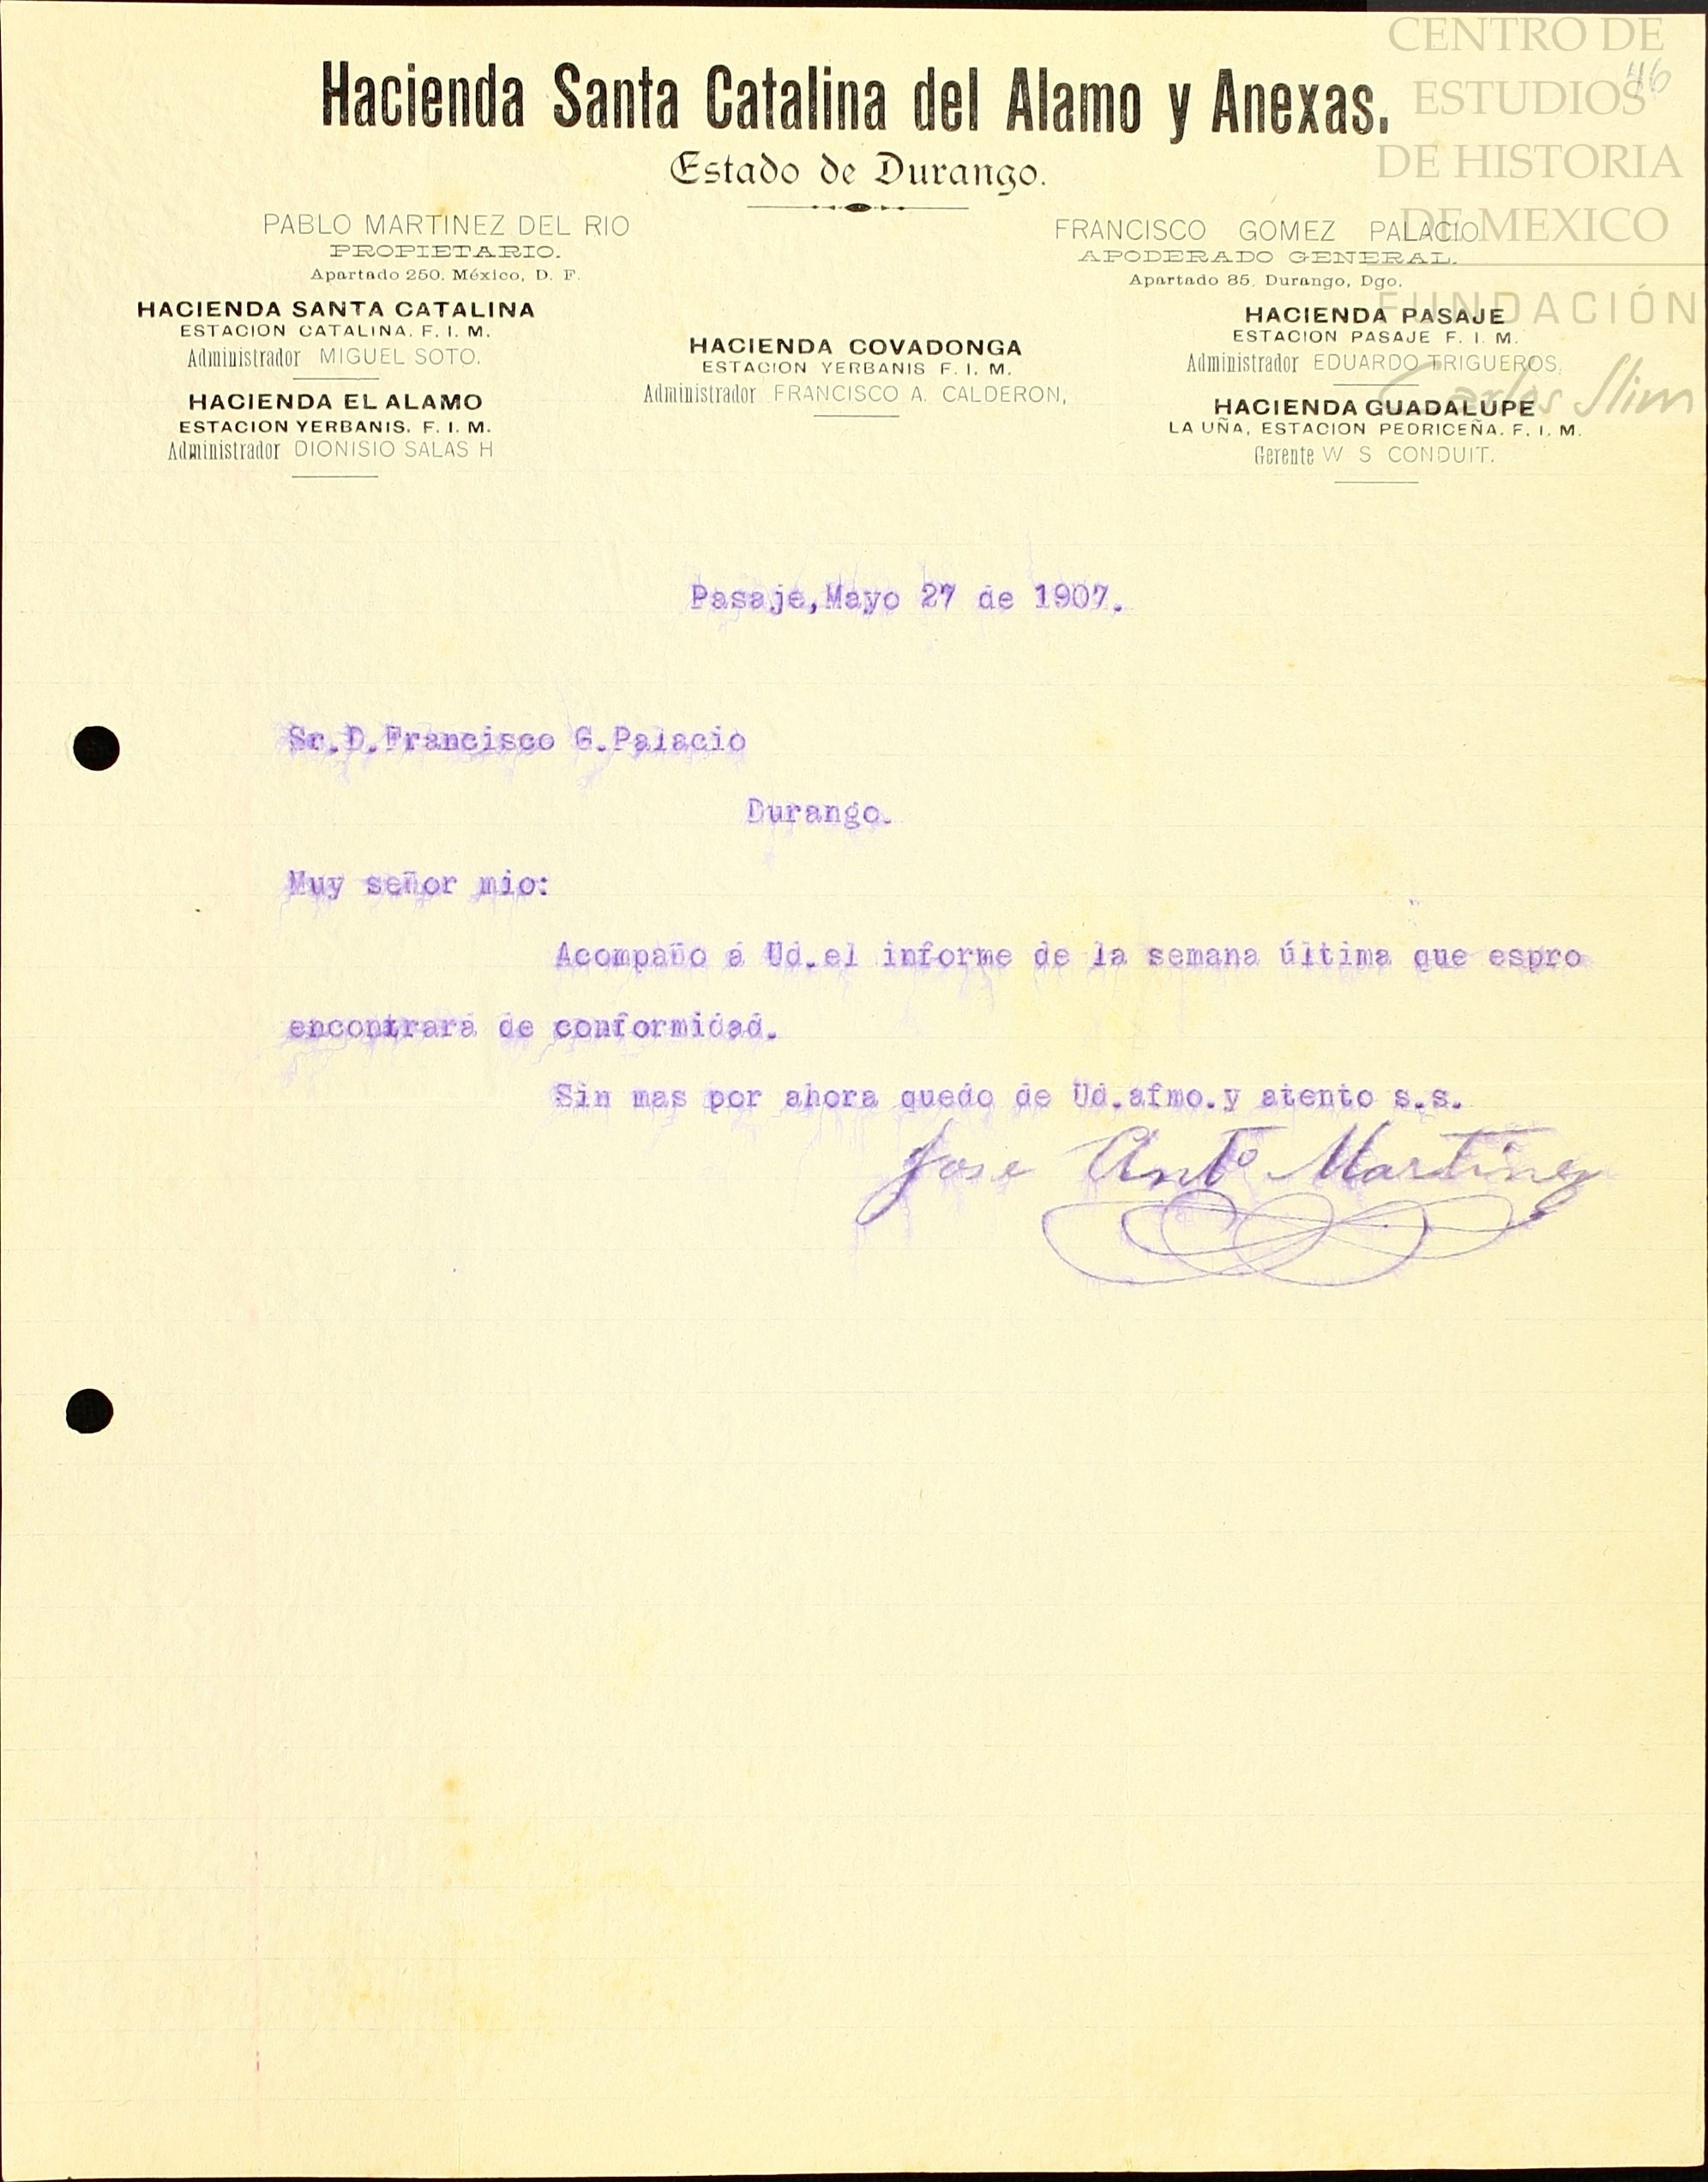 CENTRO DE
ESTUDIOS
DE HISTORIA
DE MEXICO
FUNDACIÓN
Carlos Slim
46
Hacienda Santa Catalina del Alamo y Anexas.
Estado de Durango.
PABLO MARTINEZ DEL RIO
PROPIETARIO.
Apartado 250. México, D. F.
FRANCISCO GOMEZ PALACIO
APODERADO GENERAL.
Apartado 85, Durango, Dgo.
HACIENDA SANTA CATALINA
ESTACION CATALINA. F. I. M.
Administrador MIGUEL SOTO.
HACIENDA EL ALAMO
ESTACION YERBANIS. F. I. M.
Administrador DIONISIO SALAS H
HACIENDA COVADONGA
ESTACION YERBANIS F. I. M.
Administrador FRANCISCO A. CALDERON,
HACIENDA PASAJE
ESTACION PASAJE F. I. M.
Administrador EDUARDO TRIGUEROS.
HACIENDA GUADALUPE
LA UÑA, ESTACION PEDRICEÑA. F. I. M.
Gerente W S CONDUIT.
Pasaje,Mayo 27 de 1907.
Sr.D.Francisco G.Palacio
Durango.
Muy señor mio:
Acompaño á Ud.el informe de la semana última que espro
encontrará de conformidad.
Sin mas por ahora quedo de Ud.afmo.y atento s.s.
Jose Anto Martinez